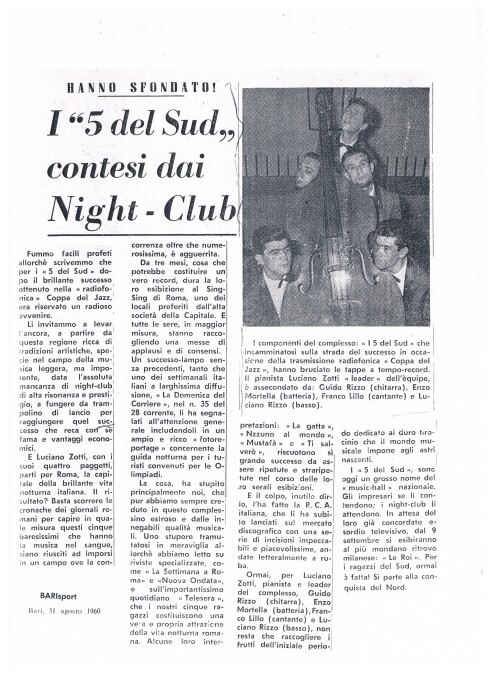 HANNO SFONDATO!
I “5 del Sud„
contesi dai
Night - Club
Fummo facili profeti
allorchè scrivemmo che
per i «5 del Sud» do-
po il brillante successo
ottenuto nella «radiofo-
nica» Coppa del Jazz,
era riservato un radioso
avvenire.
Li invitammo a levar
l'ancora, a partire da
questa regione ricca di
tradizioni artistiche, spe-
cie nel campo della mu-
sica leggera, ma impo-
nente, data l'assoluta
mancanza di night-club
di alta risonanza e presti-
gio, a fungere da tram-
polino di lancio per
raggiungere quel suc-
cesso che reca con sè
fama e vantaggi econo-
mici.
E Luciano Zotti, con i
suoi quattro paggetti,
partì per Roma, la capi-
tale della brillante vita
notturna italiana. Il ri-
sultato? Basta scorrere le
cronache dei giornali ro-
mani per capire in qua-
le misura questi cinque
baresissimi che hanno
la musica nel sangue,
siano riusciti ad imporsi
in un campo ove la con-
BARIsport
Bari, 31 agosto 1960
correnza oltre che nume-
rosissima, è agguerrita.
Da tre mesi, cosa che
potrebbe costituire un
vero record, dura la lo-
ro esibizione al Sing-
Sing di Roma, uno dei
locali preferiti dall'alta
società della Capitale. E
tutte le sere, in maggior
misura, stanno racco-
gliendo una messe di
applausi e di consensi.
Un successo-lampo sen-
za precedenti, tanto che
uno dei settimanali itali-
ani a larghissima diffu-
sione, «La Domenica del
Corriere», nel n. 35 del
28 corrente, li ha segna-
lati all'attenzione gene-
rale includendoli in un
ampio e ricco «fotore-
portage» concernente la
guida notturna per i tu-
risti convenuti per le O-
limpiadi.
La cosa, ha stupito
principalmente noi, che
pur abbiamo sempre cre-
duto in questo comples-
sino estroso e dalle in-
negabili qualità musica-
li. Uno stupore tramu-
tatosi in meraviglia al-
lorchè abbiamo letto su
riviste specializzate, co-
me «La Settimana a Ro-
ma» e «Nuova Ondata», e
sull'importantissimo
quotidiano «Telesera»,
che i nostri cinque ra-
gazzi costituiscono una
vera e propria attrazione
della vita notturna roma-
na. Alcune loro inter-
I componenti del complesso: «I 5 del Sud» che
incamminatosi sulla strada del successo in occa-
sione della trasmissione radiofonica «Coppa del
Jazz», hanno bruciato le tappe a tempo-record.
Il pianista Luciano Zotti «leader» dell'équipe,
è assecondato da: Guido Rizzo (chitarra), Enzo
Mortella (batteria), Franco Lillo (cantante) e Lu-
ciano Rizzo (basso).
pretazioni: «La gatta»,
«Nzzuno al mondo»,
«Mustafà» e «Ti sal-
verò», riscuotono sì
grande successo da es-
sere ripetute e straripe-
tute nel corso delle lo-
ro serali esibizioni.
E il colpo, inutile dir-
lo, l'ha fatto la R.C.A.
italiana, che li ha subi-
to lanciati sul mercato
discografico con una se-
rie di incisioni impecca-
bili e piacevolissime, an-
date letteralmente a ru-
ba.
Ormai, per Luciano
Zotti, pianista e leader
del complesso, Guido
Rizzo (chitarra), Enzo
Mortella (batteria), Fran-
co Lillo (cantante) e Lu-
ciano Rizzo (basso), non
resta che raccogliere i
frutti dell'iniziale perio-
do dedicato al duro tiro-
cinio che il mondo musi-
cale impone agli astri
nascenti.
I «5 del Sud», sono
oggi un grosso nome del
«music-hall» nazionale.
Gli impresari se li con-
tendono; i night-club li
attendono. In attesa del
loro già concordato e-
sordio televisivo, dal 9
settembre si esibiranno
al più mondano ritrovo
milanese: «Le Roi». Per
i ragazzi del Sud, ormai
è fatta! Si parte alla con-
quista del Nord.